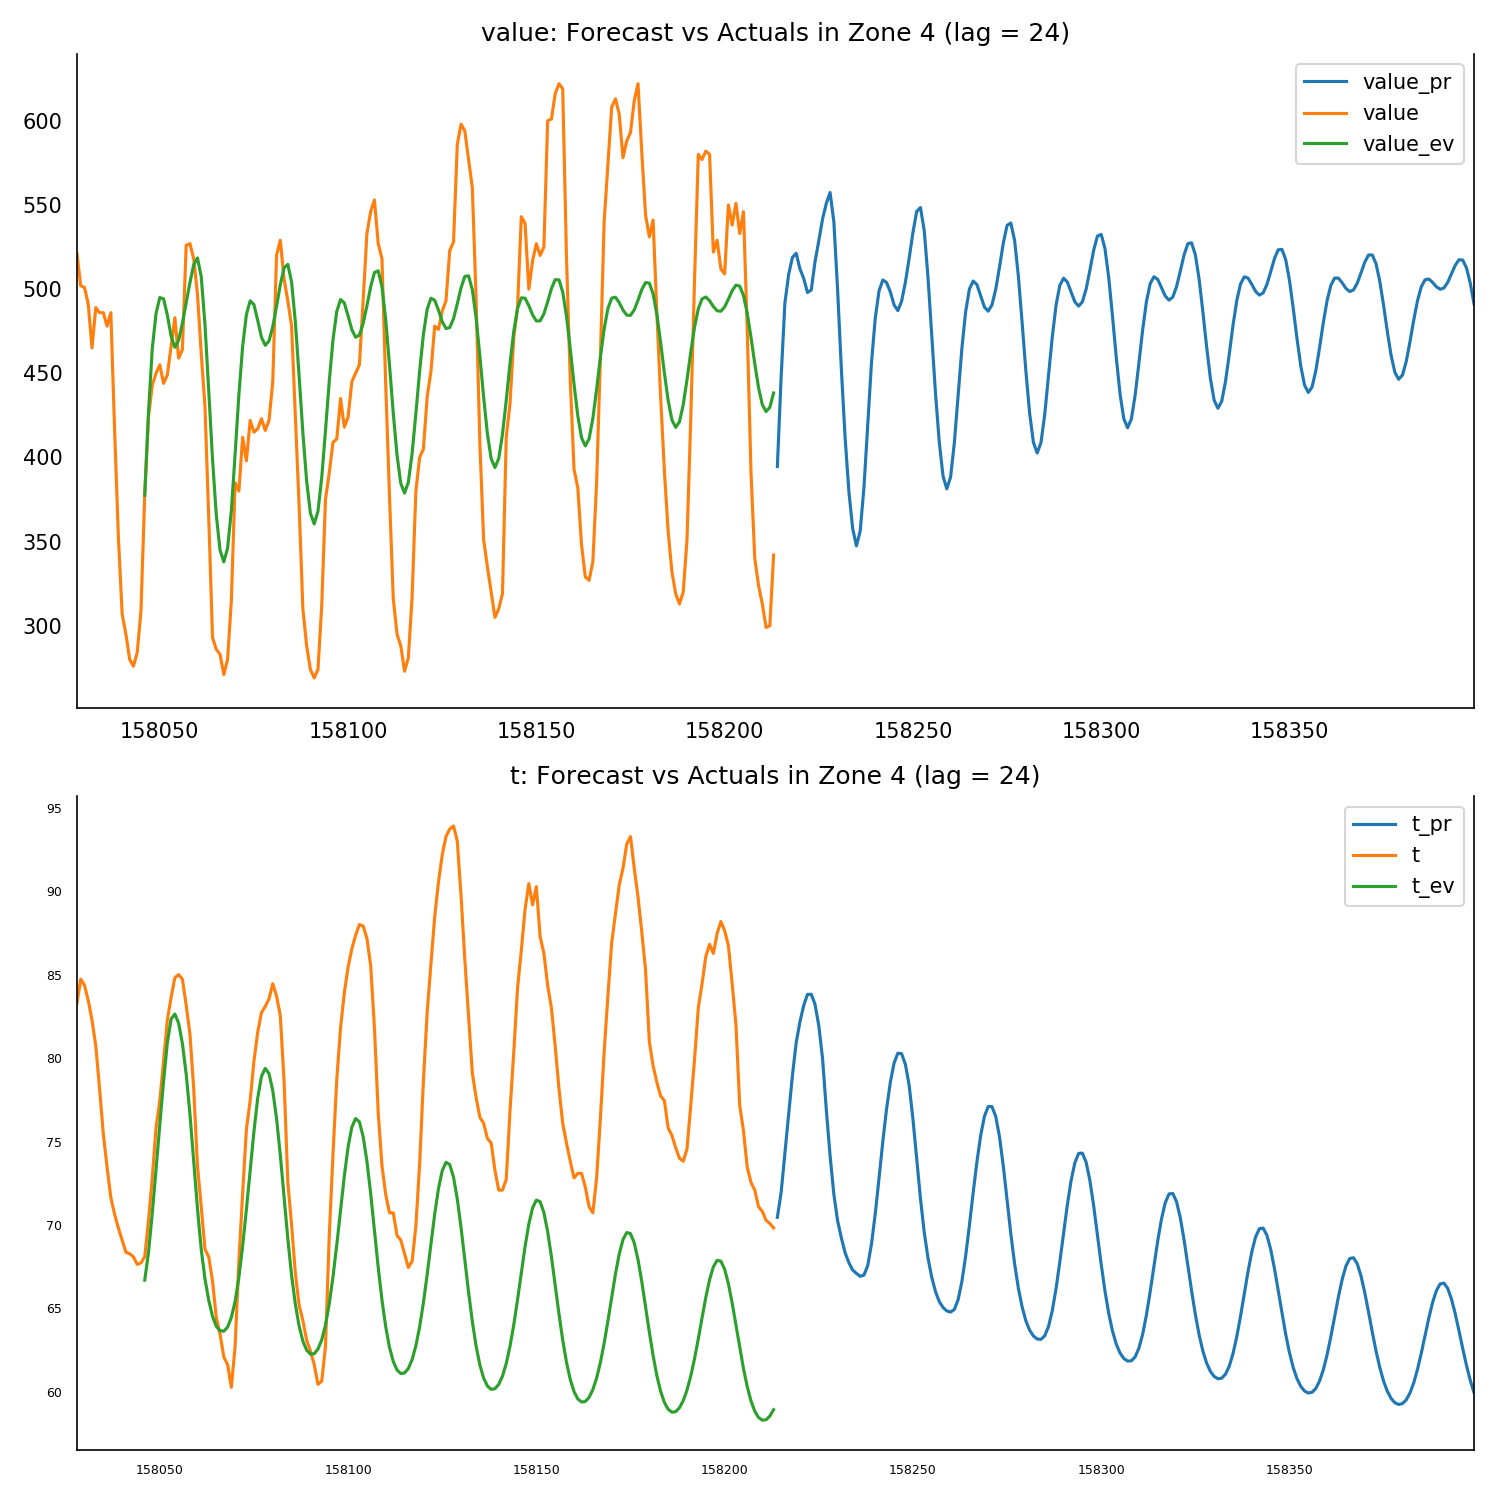 value: Forecast vs Actuals in Zone 4 (lag = 24)
value_pr
value
value_ev
600
550
500
450
400
350
300
158050 158100 158150 158200 158250 158300 158350
t: Forecast vs Actuals in Zone 4 (lag = 24)
t_pr
t
t_ev
95
90
85
80
75
70
65
60
158050 158100 158150 158200 158250 158300 158350